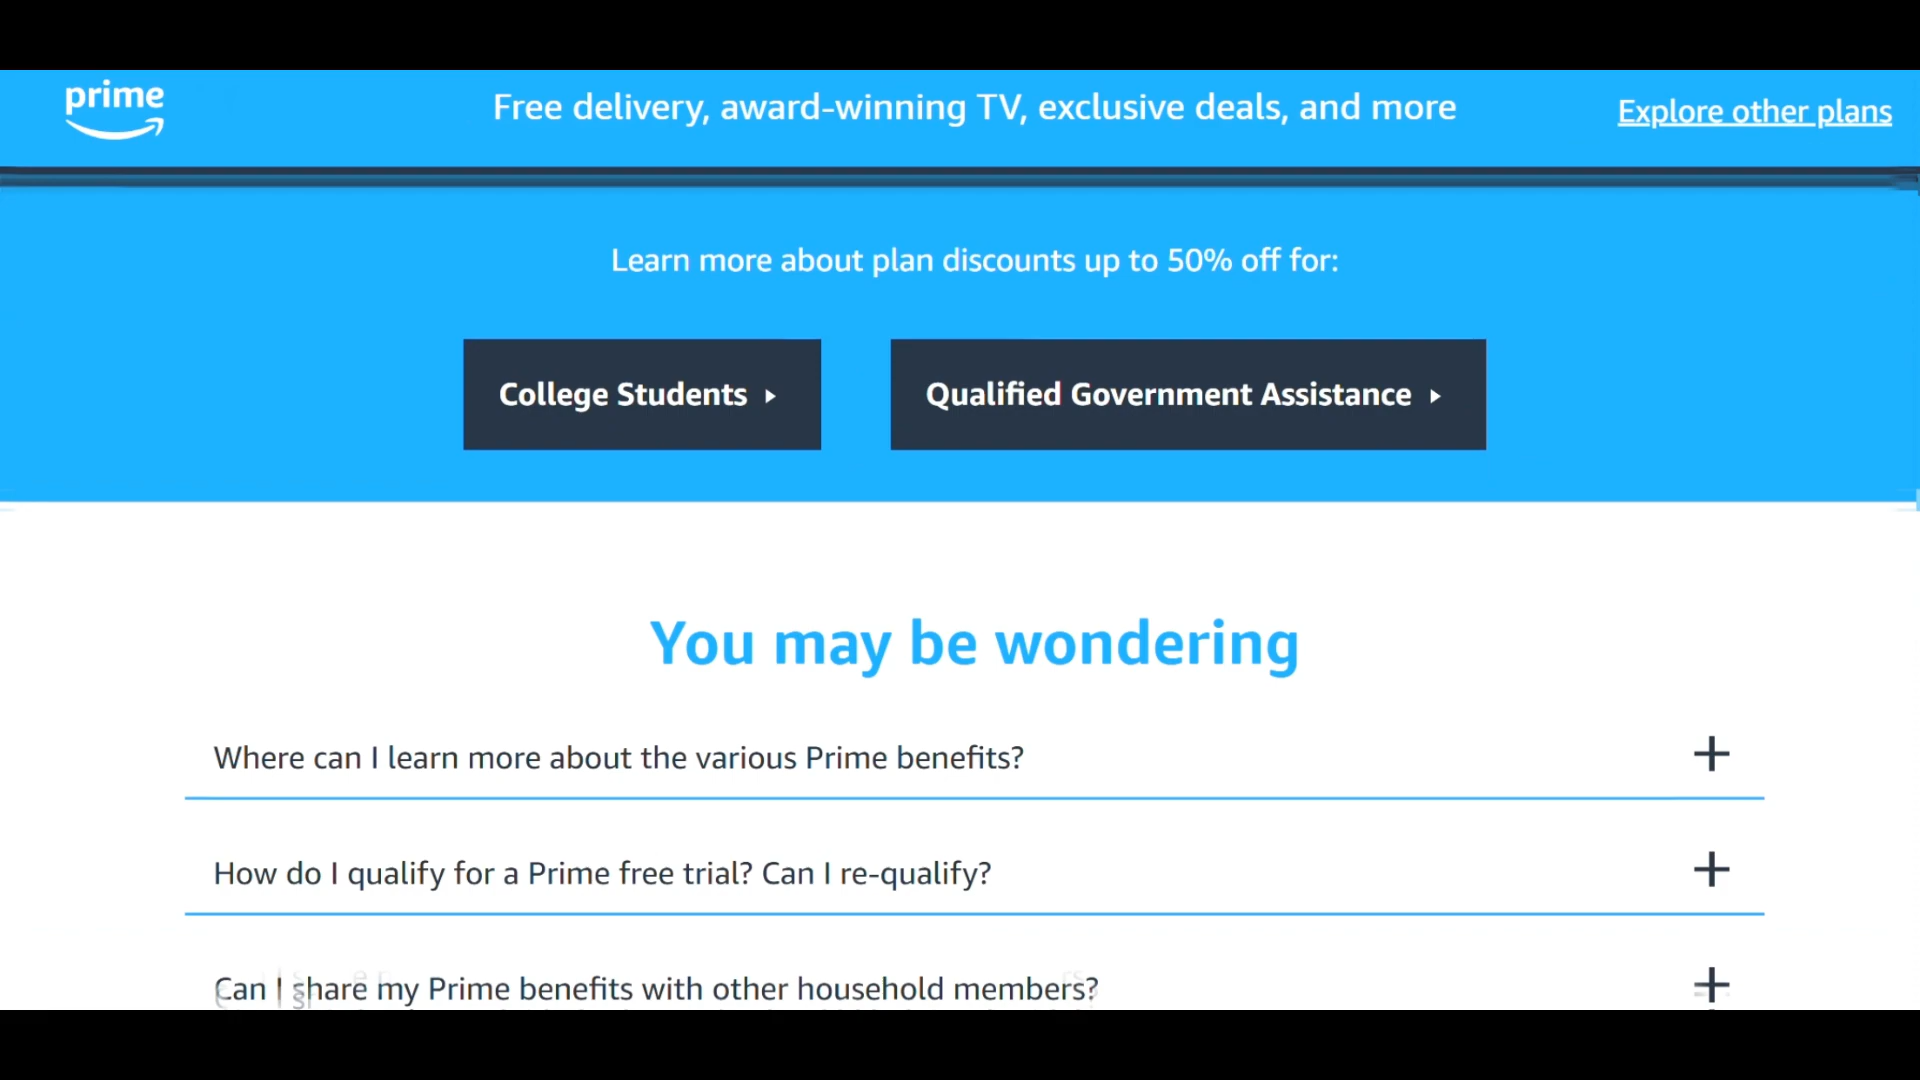 prime
Free delivery, award-winning TV, exclusive deals, and more
Explore other plans
Learn more about plan discounts up to 50% off for:
College Students
Qualified Government Assistance
You may be wondering
Where can I learn more about the various Prime benefits?
How do I qualify for a Prime free trial? Can I re-qualify?
Can I share my Prime benefits with other household members?